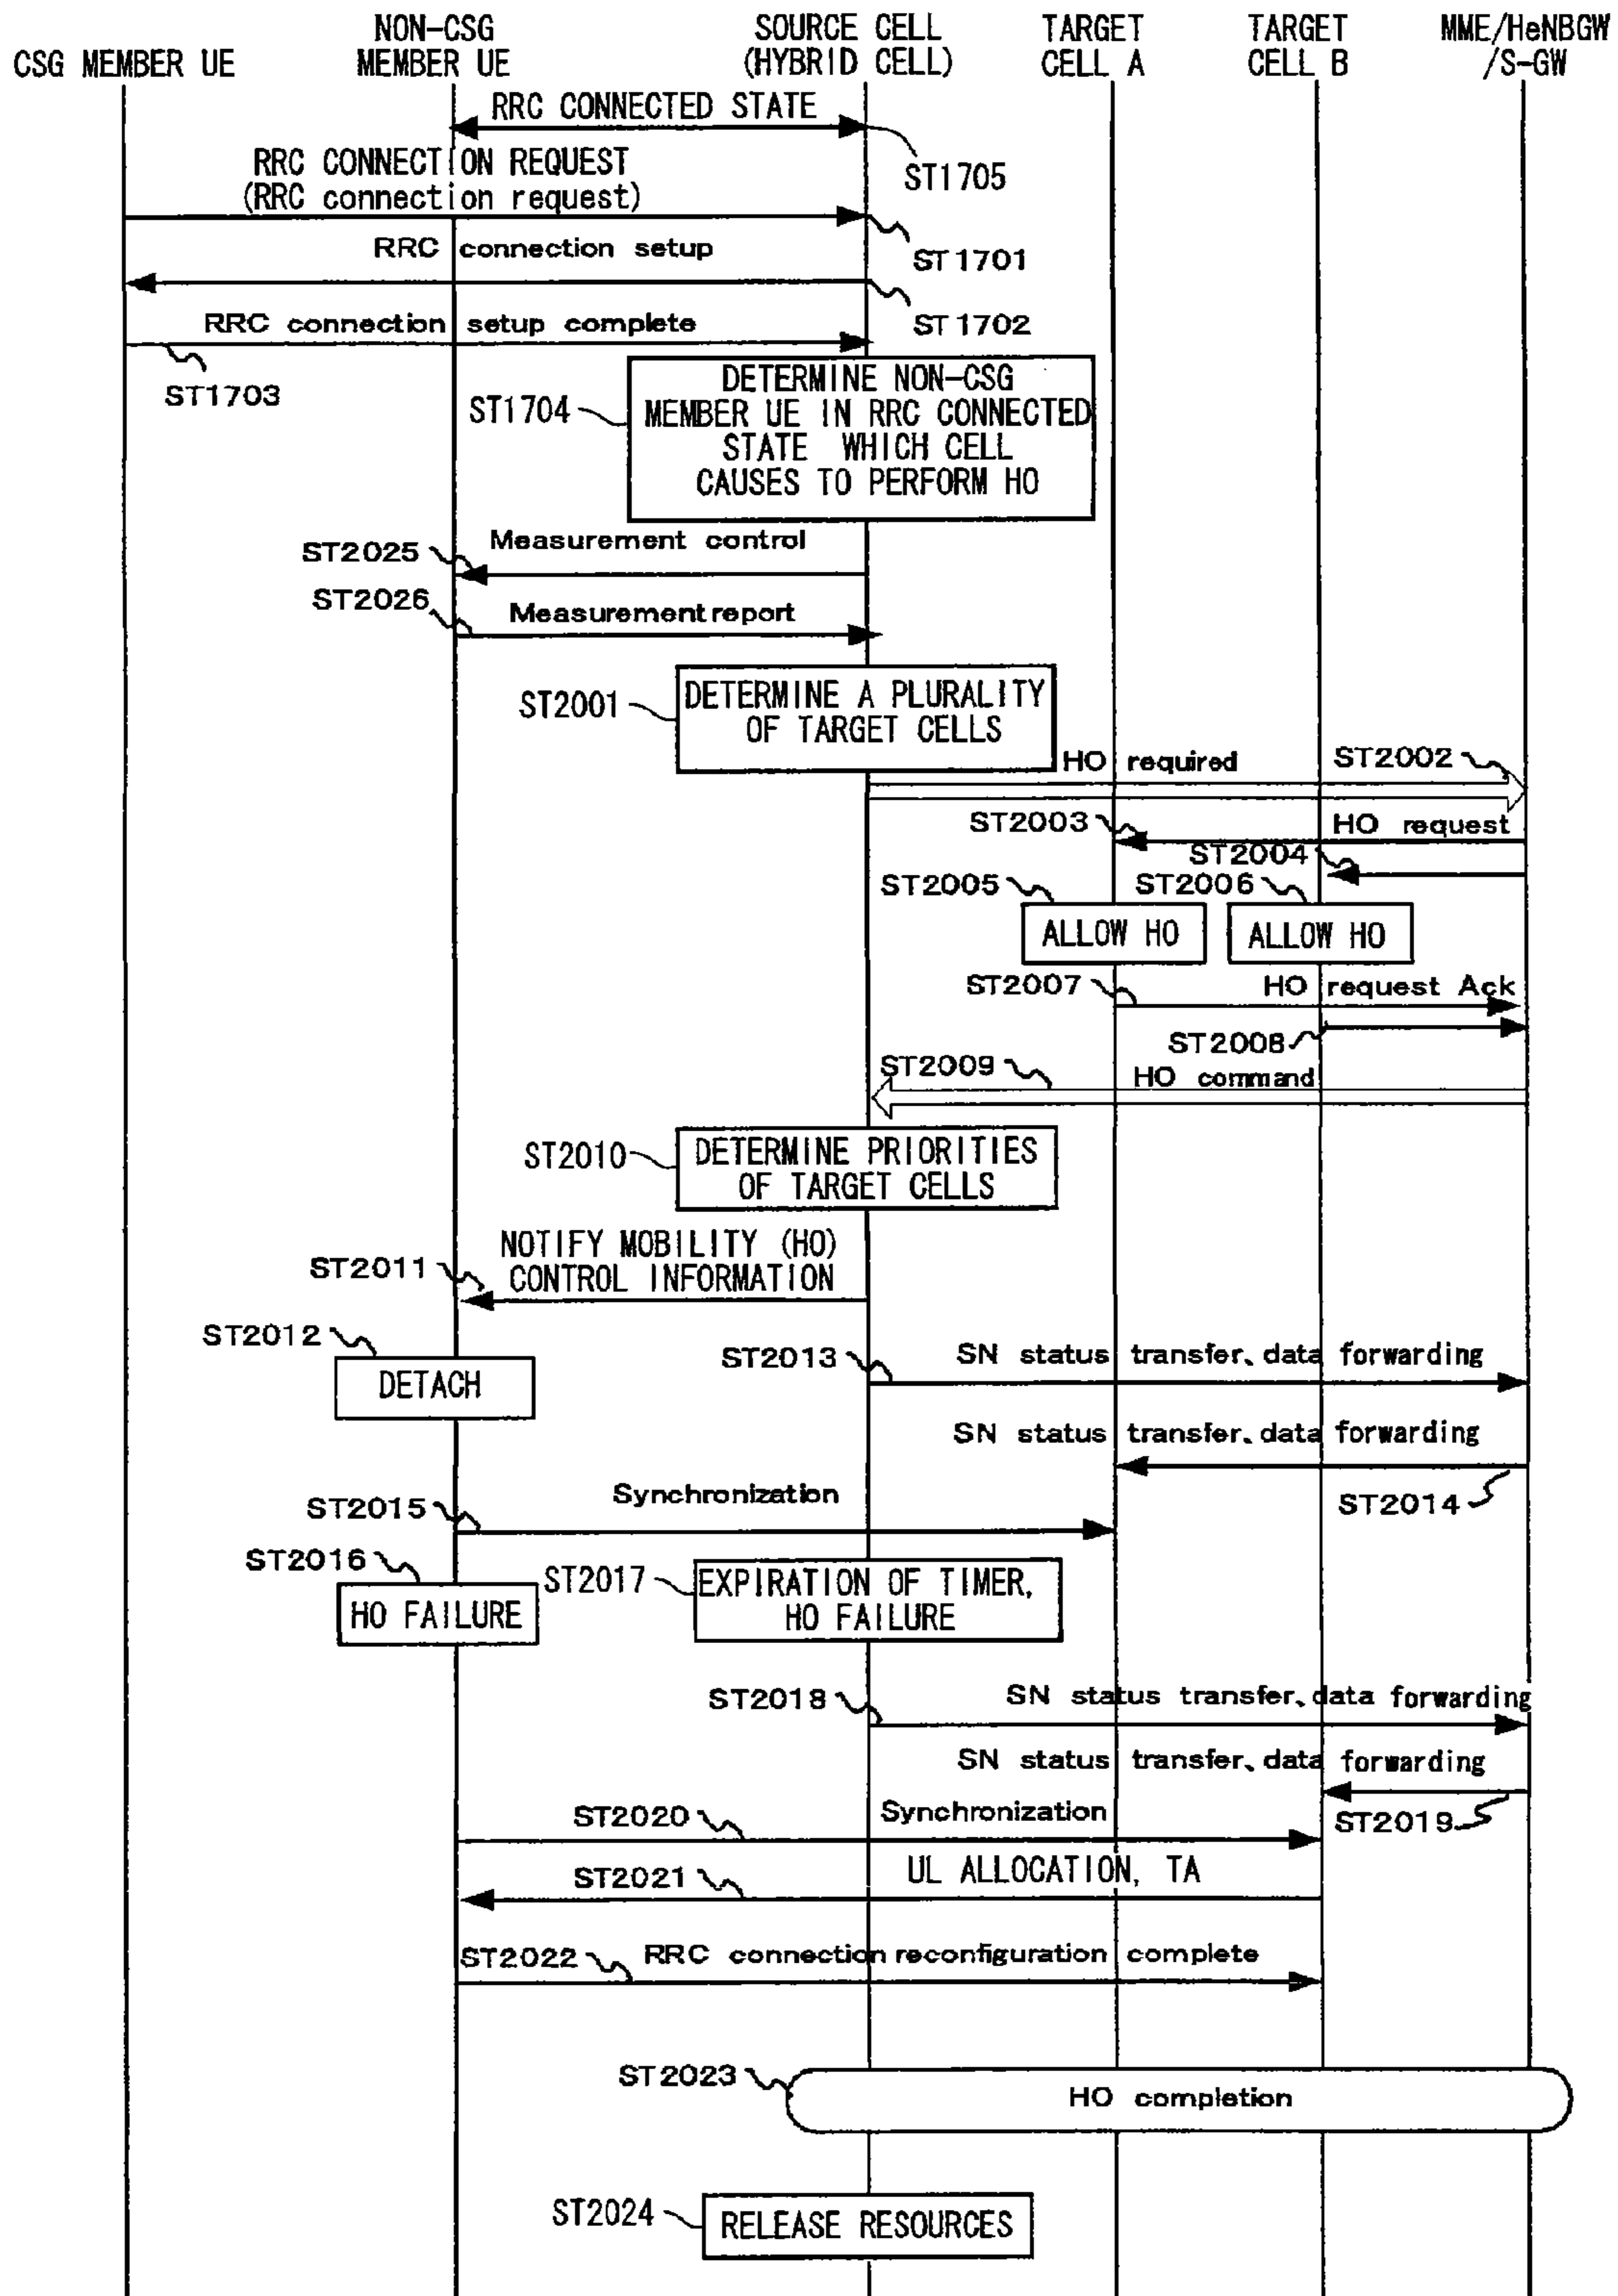 CSG MEMBER UE
NON-CSG
MEMBER UE
SOURCE CELL
(HYBRID CELL)
TARGET
CELL A
TARGET
CELL B
MME/HeNBGW
/S-GW
RRC CONNECTED STATE
ST1705
RRC CONNECTION REQUEST
(RRC connection request)
ST1701
RRC connection setup
ST1702
RRC connection setup complete
ST1703
ST1704
DETERMINE NON-CSG
MEMBER UE IN RRC CONNECTED
STATE WHICH CELL
CAUSES TO PERFORM HO
ST2025
Measurement control
ST2026
Measurement report
ST2001
DETERMINE A PLURALITY
OF TARGET CELLS
HO required
ST2002
ST2003
HO request
ST2004
ST2005
ST2006
ALLOW HO
ALLOW HO
ST2007
HO request Ack
ST2008
ST2009
HO command
ST2010
DETERMINE PRIORITIES
OF TARGET CELLS
ST2011
NOTIFY MOBILITY (HO)
CONTROL INFORMATION
ST2012
DETACH
ST2013
SN status transfer、data forwarding
SN status transfer、data forwarding
ST2014
ST2015
Synchronization
ST2016
HO FAILURE
ST2017
EXPIRATION OF TIMER,
HO FAILURE
ST2018
SN status transfer、data forwarding
SN status transfer、data forwarding
ST2019
ST2020
Synchronization
ST2021
UL ALLOCATION, TA
ST2022
RRC connection reconfiguration complete
ST2023
HO completion
ST2024
RELEASE RESOURCES